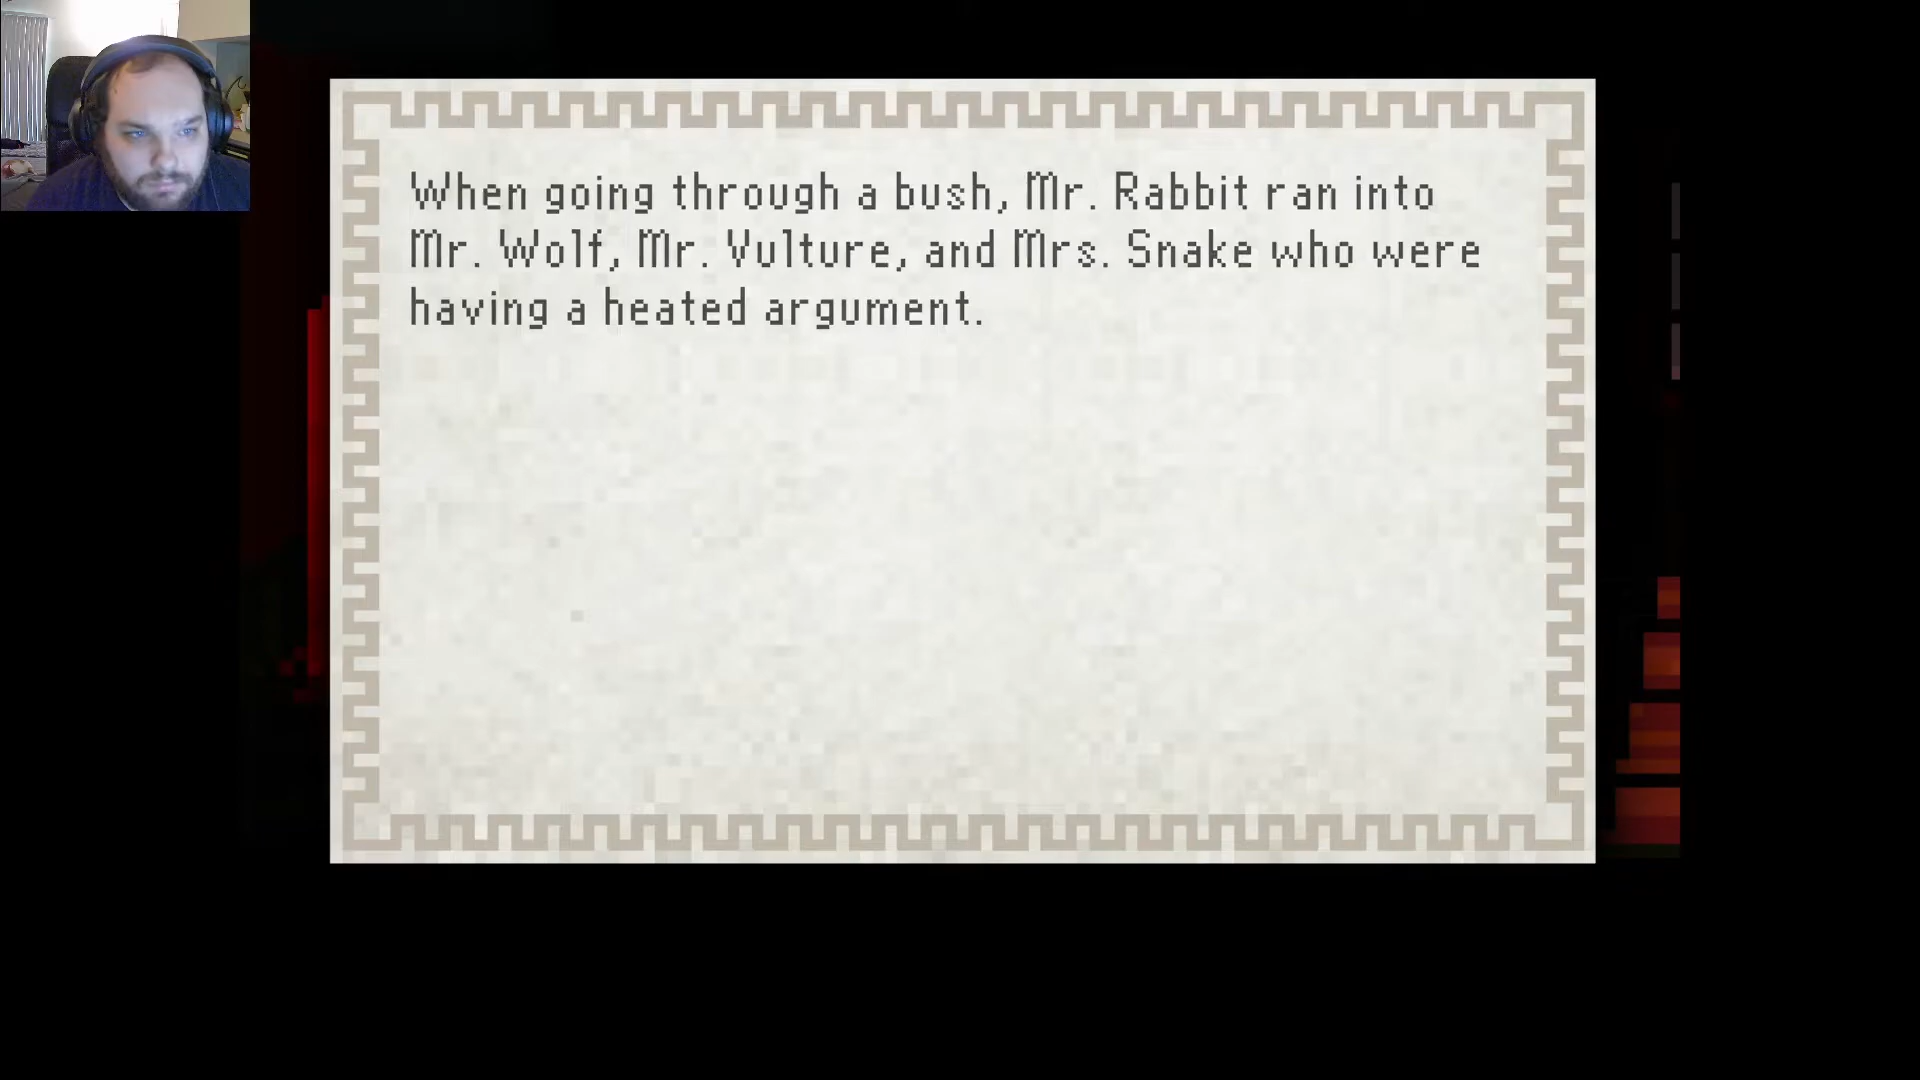 When going through a bush, Mr. Rabbit ran into
Mr. Wolf, Mr. Vulture, and Mrs. Snake who were
having a heated argument.